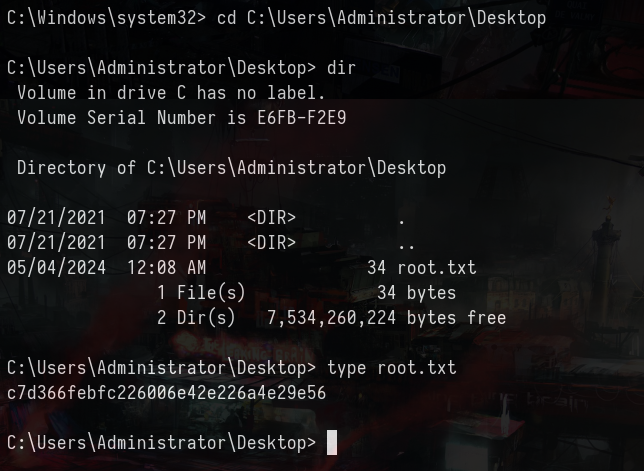 C:\Windows\system32> cd C:\Users\Administrator\Desktop
C:\Users\Administrator\Desktop> dir
 Volume in drive C has no label.
 Volume Serial Number is E6FB-F2E9
 Directory of C:\Users\Administrator\Desktop
07/21/2021  07:27 PM    <DIR>          .
07/21/2021  07:27 PM    <DIR>          ..
05/04/2024  12:08 AM                34 root.txt
               1 File(s)             34 bytes
               2 Dir(s)   7,534,260,224 bytes free
C:\Users\Administrator\Desktop> type root.txt
c7d366febfc226006e42e226a4e29e56
C:\Users\Administrator\Desktop>